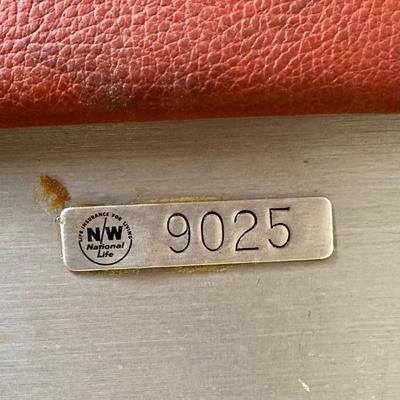 LIFE INSURANCE FOR LIVING
N/W
National
Life
9025